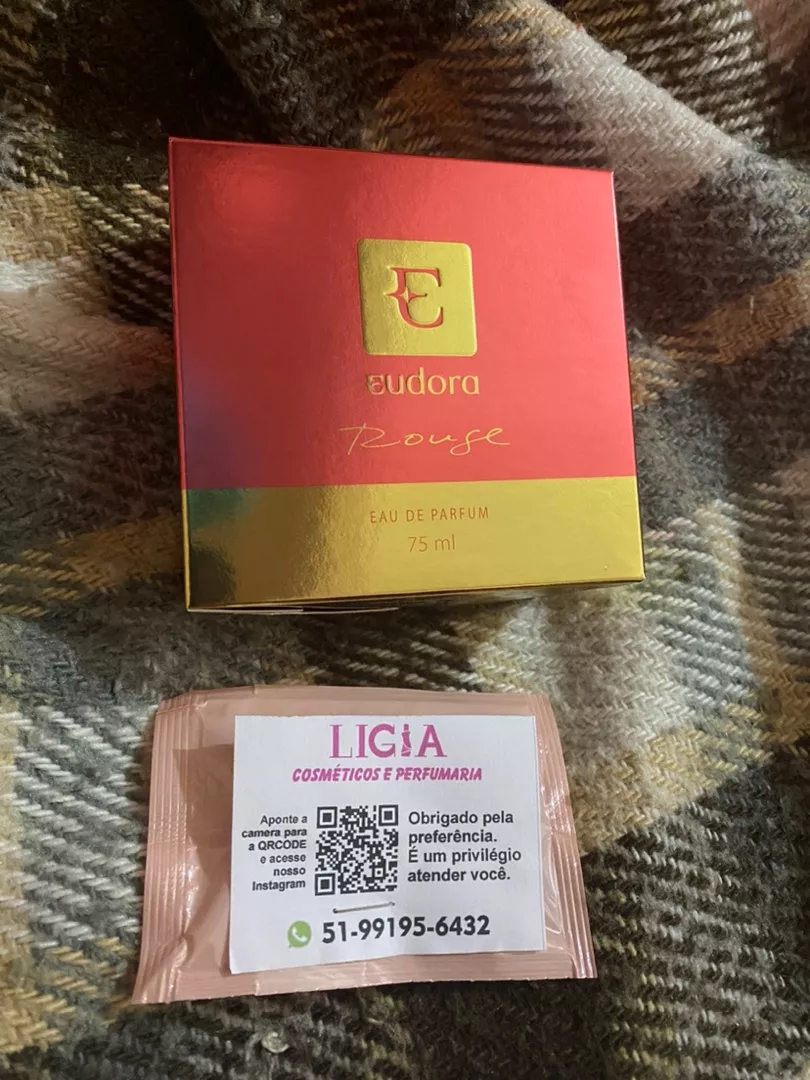 E
eudora
Rouge
EAU DE PARFUM
75 ml
LIGIA
COSMÉTICOS E PERFUMARIA
Aponte a
camera para
a QRCODE
e acesse
nosso
Instagram
Obrigado pela
preferência.
É um privilégio
atender você.
51-99195-6432